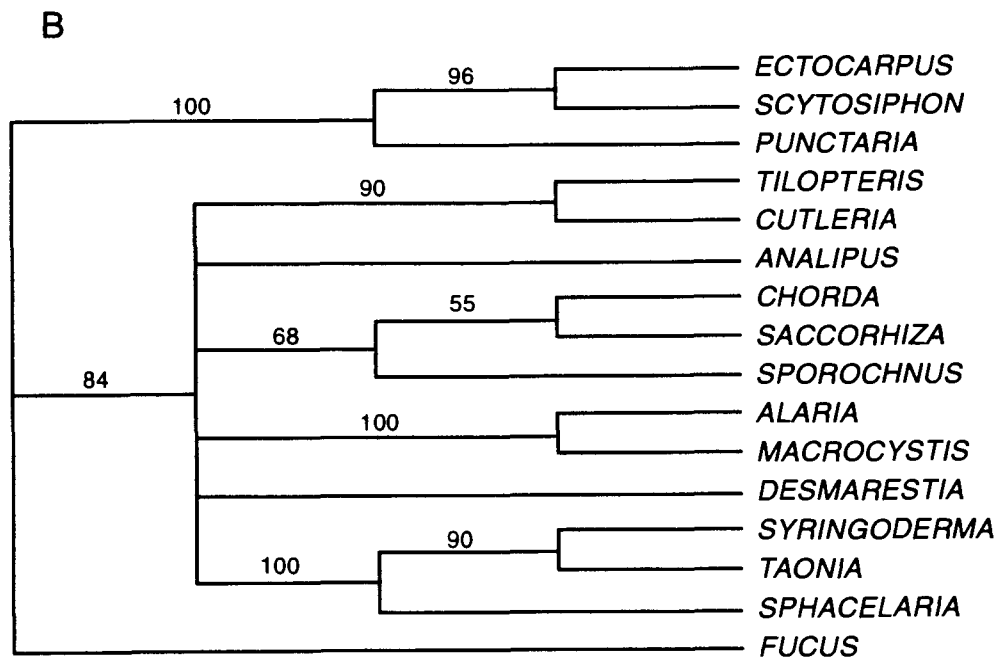 B
ECTOCARPUS
96
SCYTOSIPHON
100
PUNCTARIA
TILOPTERIS
90
CUTLERIA
ANALIPUS
CHORDA
55
SACCORHIZA
68
SPOROCHNUS
84
ALARIA
100
MACROCYSTIS
DESMARESTIA
SYRINGODERMA
90
TAONIA
100
SPHACELARIA
FUCUS